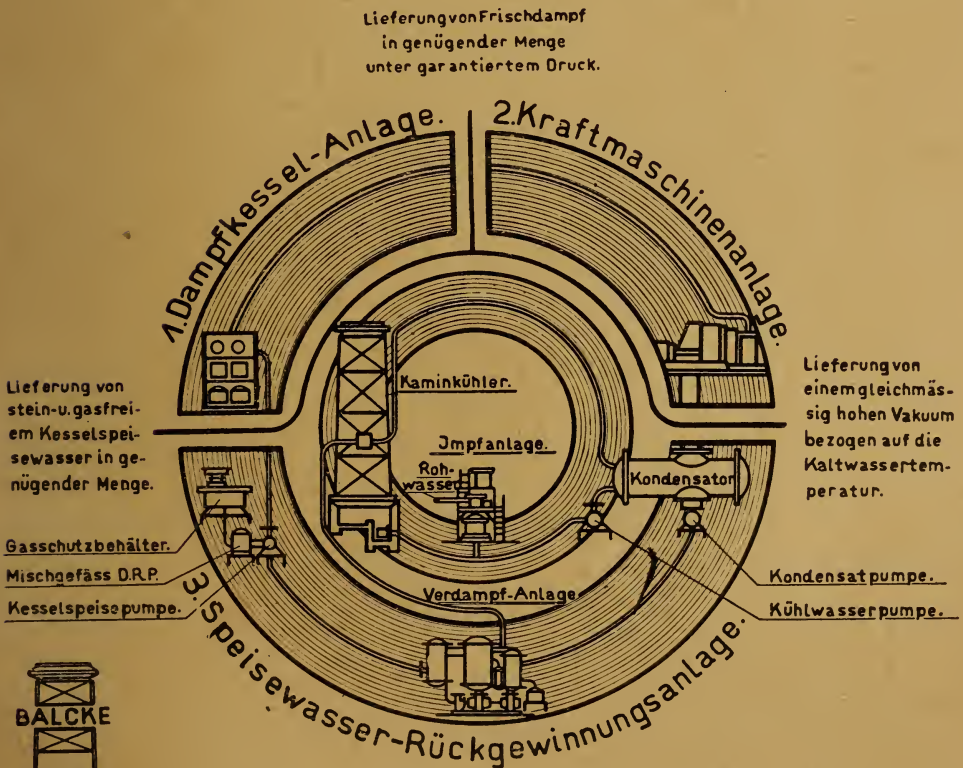 Lieferung von Frischdampf
in genügender Menge
unter garantiertem Druck.
1.Dampfkessel-Anlage.
2.Kraftmaschinenanlage.
Lieferung von
stein-u.gasfrei-
em Kesselspei-
sewasser in ge-
nügender Menge.
Kaminkühler.
Impfanlage.
Roh-
wasser
Kondensator
Lieferung von
einem gleichmäs-
sig hohen Vakuum
bezogen auf die
Kaltwassertem-
peratur.
Gasschutzbehälter.
Mischgefäss D.R.P.
Kesselspeisepumpe.
Verdampf-Anlage
Kondensatpumpe.
Kühlwasserpumpe.
3.Speisewasser-Rückgewinnungsanlage.
BALCKE